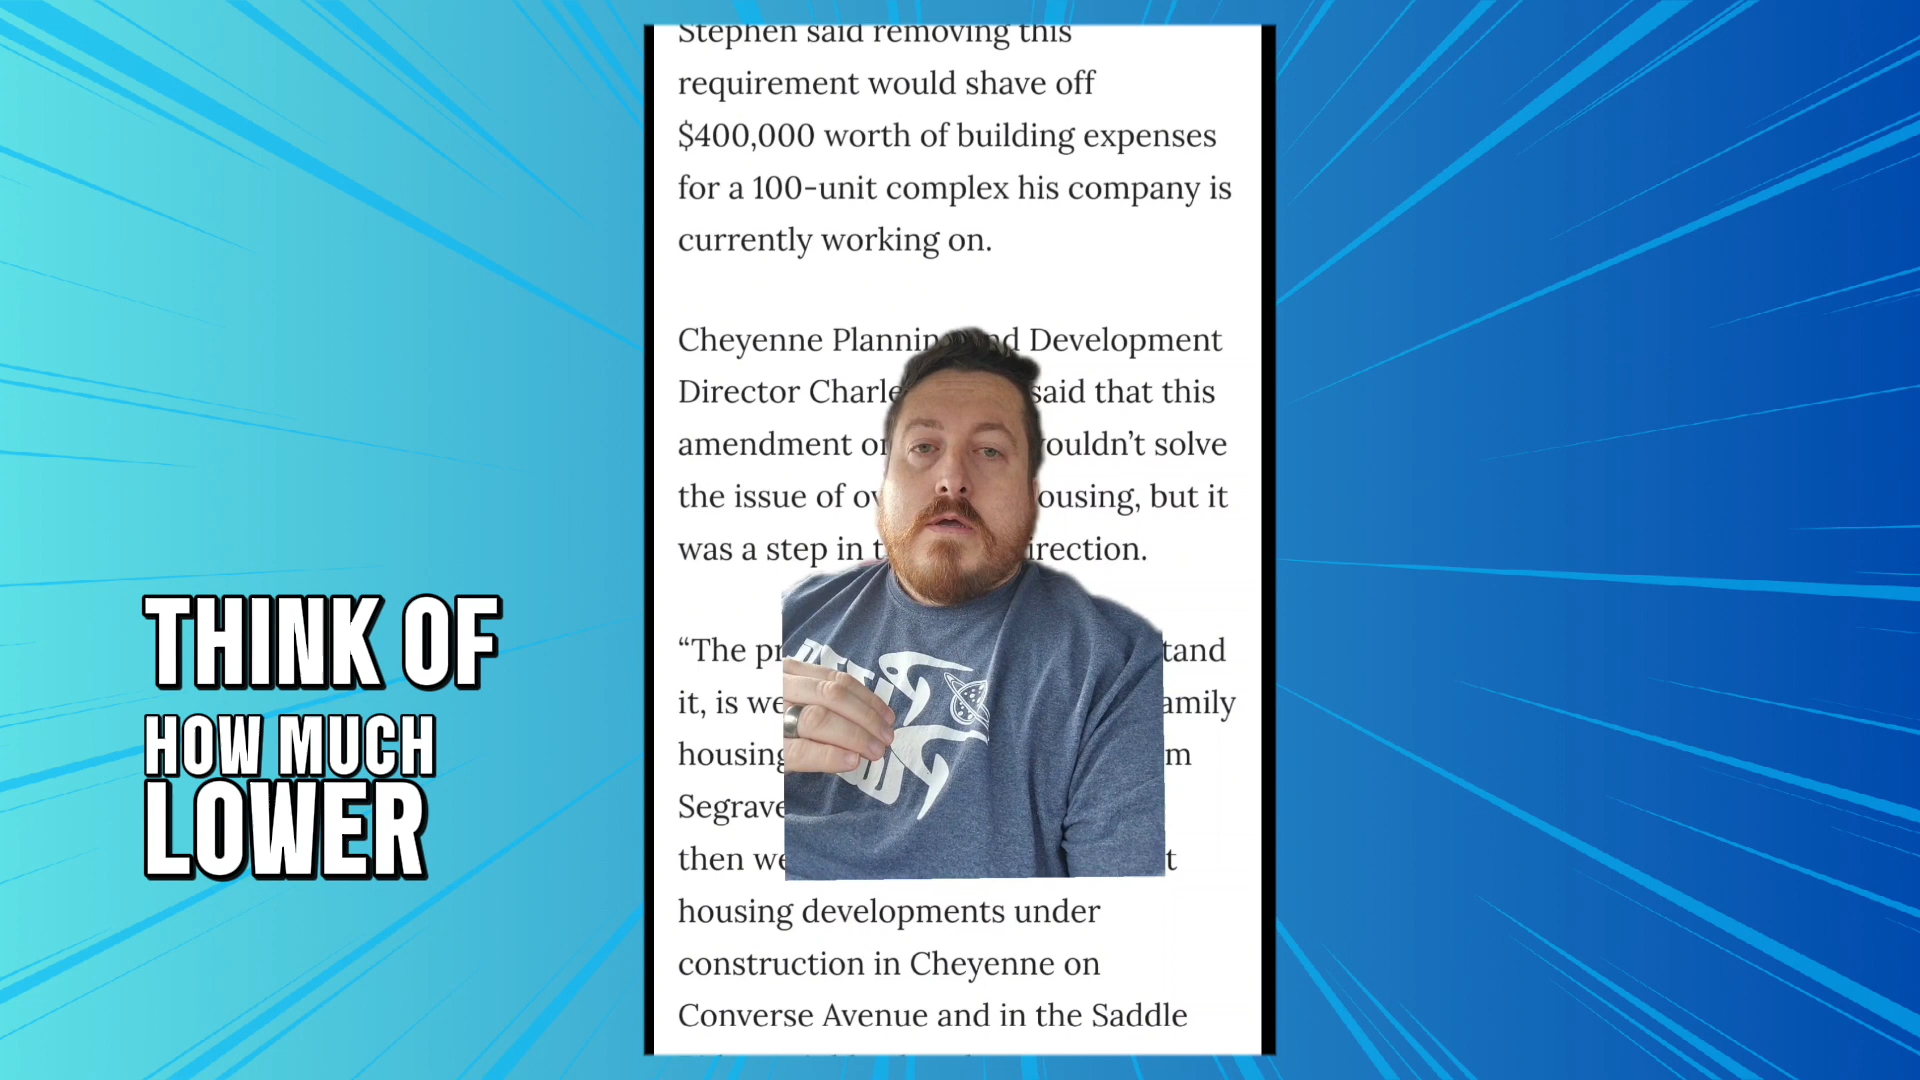 Stephen said removing this
requirement would shave off
$400,000 worth of building expenses
for a 100-unit complex his company is
currently working on.
Cheyenne Planning and Development
Director Charle said that this
amendment ouldn’t solve
the issue of ousing, but it
was a step in irection.
“The tand
it, is we amily
housing m
Segrave
then we t
housing developments under
construction in Cheyenne on
Converse Avenue and in the Saddle
THINK OF
HOW MUCH
LOWER